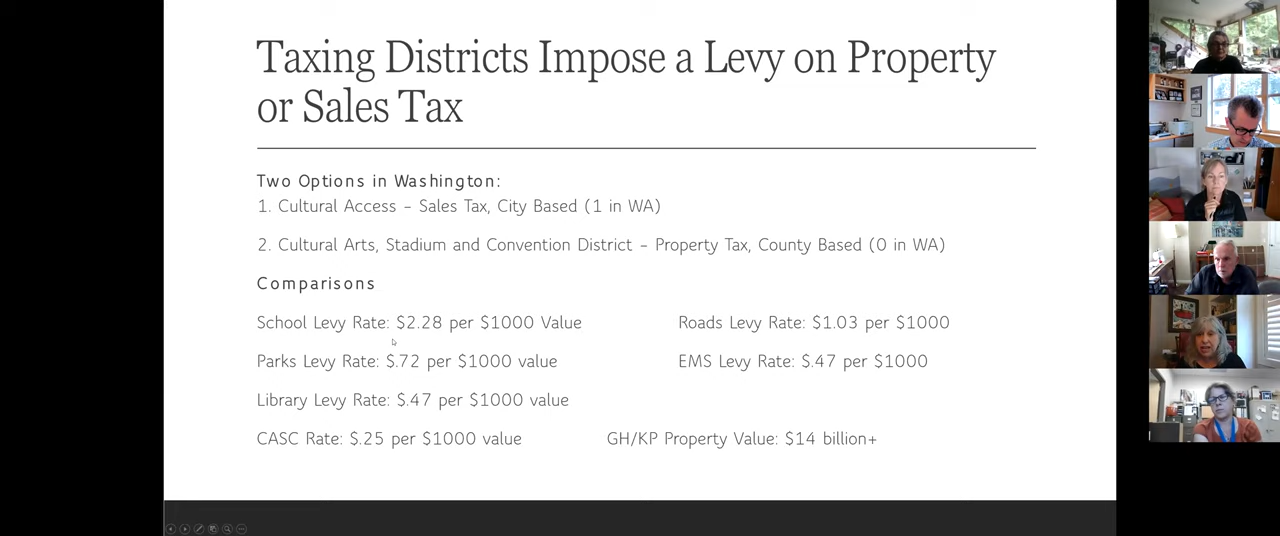 Taxing Districts Impose a Levy on Property
or Sales Tax
Two Options in Washington:
1. Cultural Access – Sales Tax, City Based (1 in WA)
2. Cultural Arts, Stadium and Convention District – Property Tax, County Based (0 in WA)
Comparisons
School Levy Rate: $2.28 per $1000 Value
Roads Levy Rate: $1.03 per $1000
Parks Levy Rate: $.72 per $1000 value
EMS Levy Rate: $.47 per $1000
Library Levy Rate: $.47 per $1000 value
CASC Rate: $.25 per $1000 value
GH/KP Property Value: $14 billion+